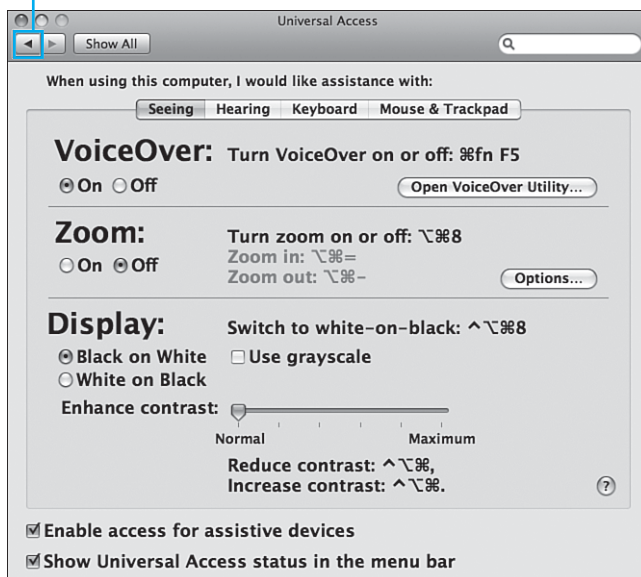 Universal Access
Show All
When using this computer, I would like assistance with:
Seeing Hearing Keyboard Mouse & Trackpad
VoiceOver: Turn VoiceOver on or off: ⌘fn F5
On Off Open VoiceOver Utility...
Zoom: Turn zoom on or off: ⌥⌘8
Zoom in: ⌥⌘=
On Off
Zoom out: ⌥⌘-
Options...
Display: Switch to white-on-black: ^⌥⌘8
Black on White Use grayscale
White on Black
Enhance contrast:
Normal Maximum
Reduce contrast: ^⌥⌘,
Increase contrast: ^⌥⌘.
?
Enable access for assistive devices
Show Universal Access status in the menu bar